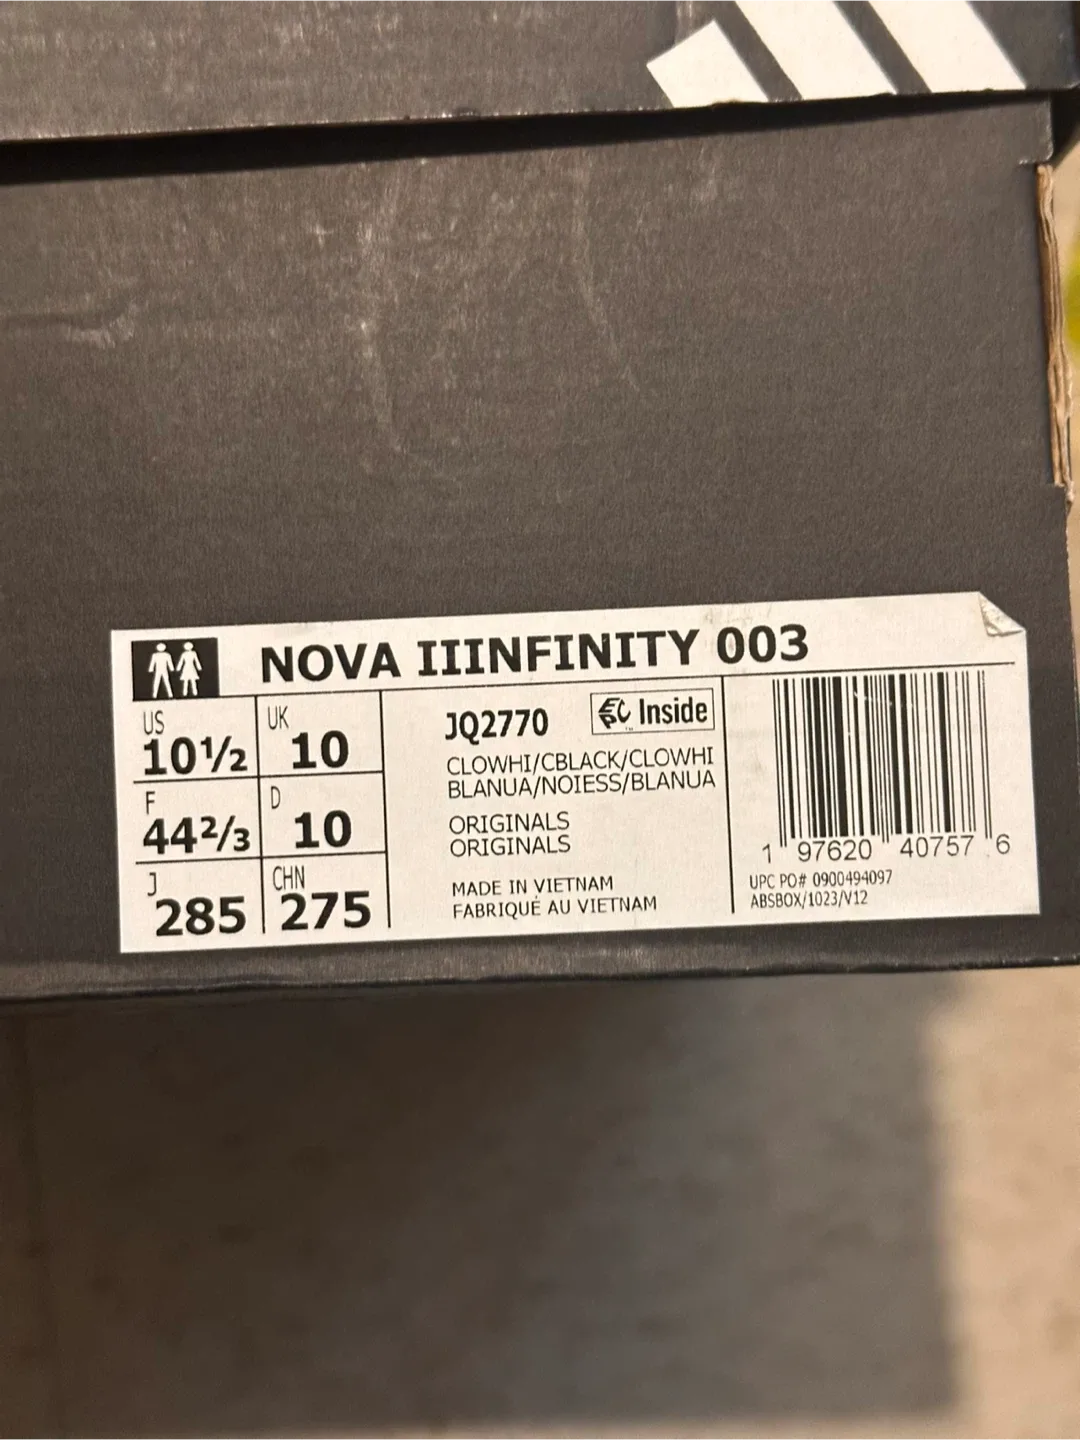 NOVA IIINFINITY 003
US
10½
UK
10
F
44⅔
D
10
J
285
CHN
275
JQ2770
Inside
CLOWHI/CBLACK/CLOWHI
BLANUA/NOIESS/BLANUA
ORIGINALS
ORIGINALS
MADE IN VIETNAM
FABRIQUÉ AU VIETNAM
1 97620 40757 6
UPC PO# 0900494097
ABSBOX/1023/V12